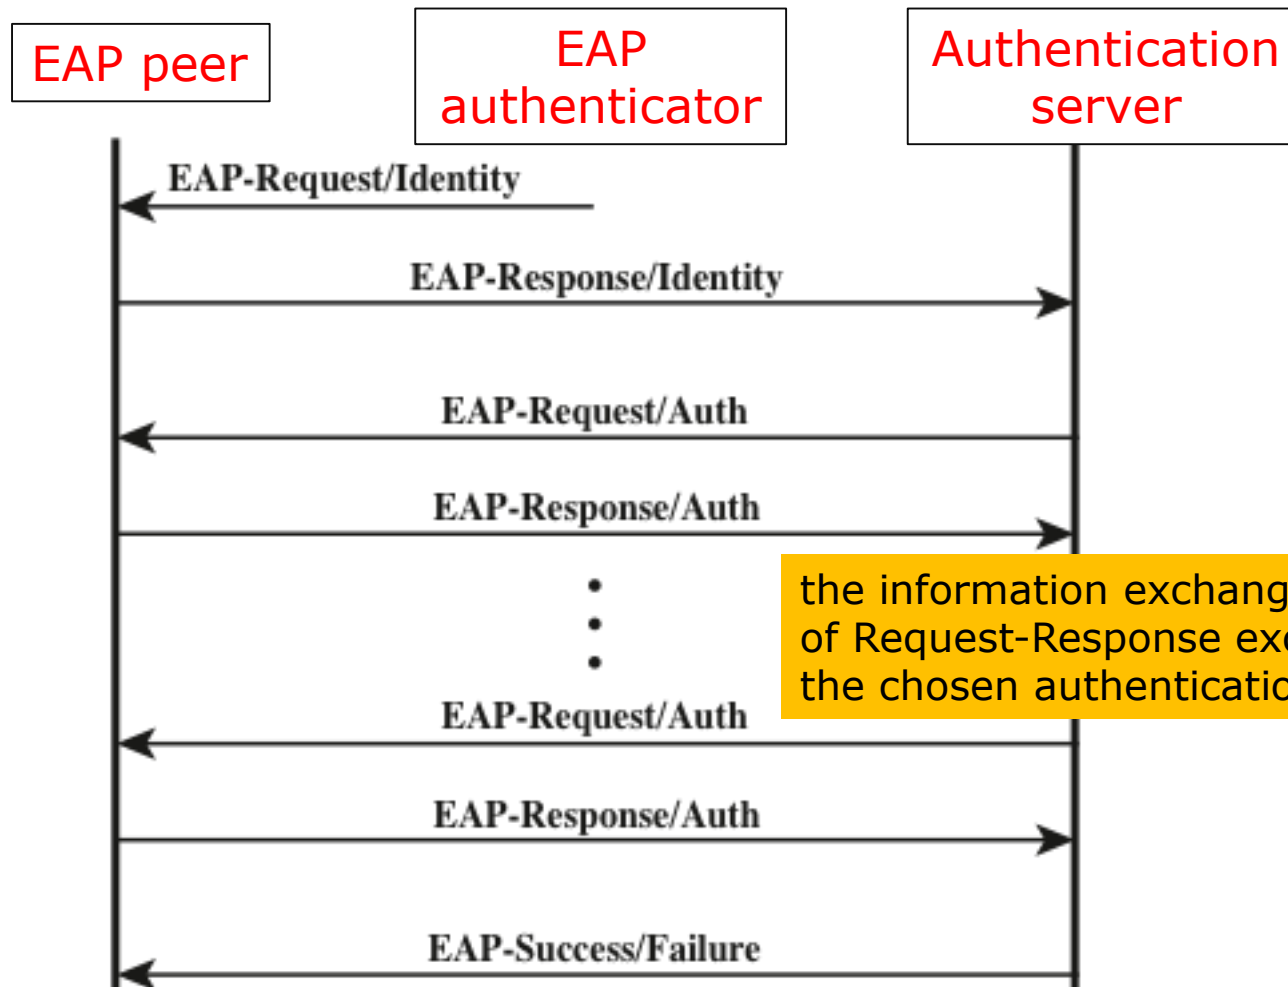 EAP peer
EAP
authenticator
Authentication
server
EAP-Request/Identity
EAP-Response/Identity
EAP-Request/Auth
EAP-Response/Auth
the information exchang
of Request-Response exc
the chosen authenticatio
EAP-Request/Auth
EAP-Response/Auth
EAP-Success/Failure